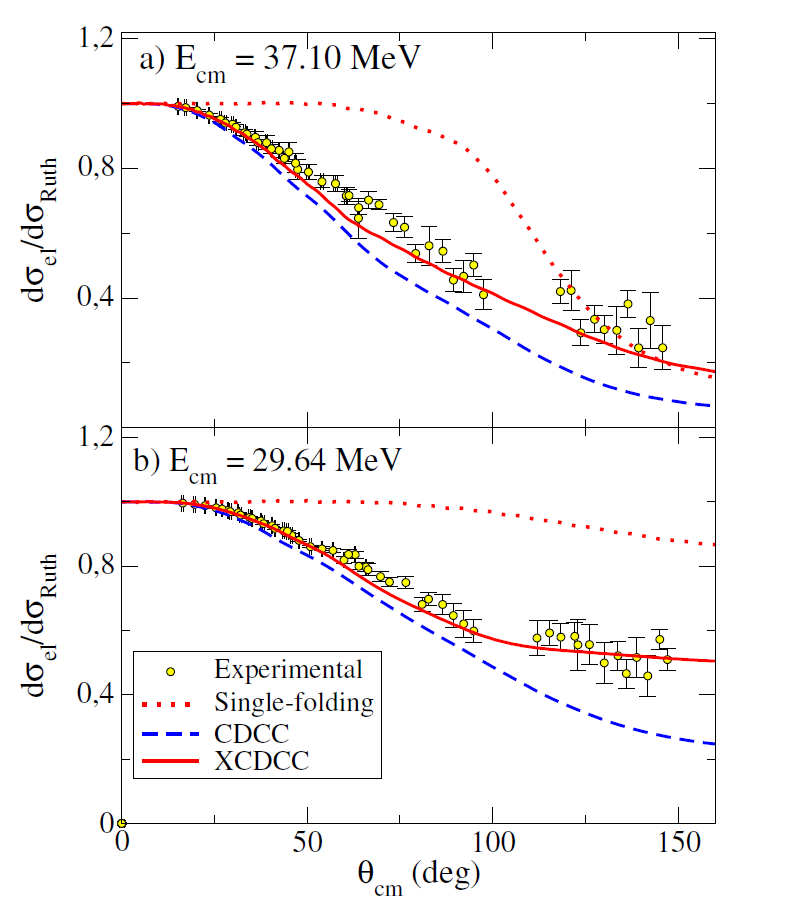 1,2
a) E_cm = 37.10 MeV
0,8
dσ_el/dσ_Ruth
0,4
1,2
b) E_cm = 29.64 MeV
0,8
dσ_el/dσ_Ruth
Experimental
Single-folding
0,4
CDCC
XCDCC
0
0 50 100 150
θ_cm (deg)